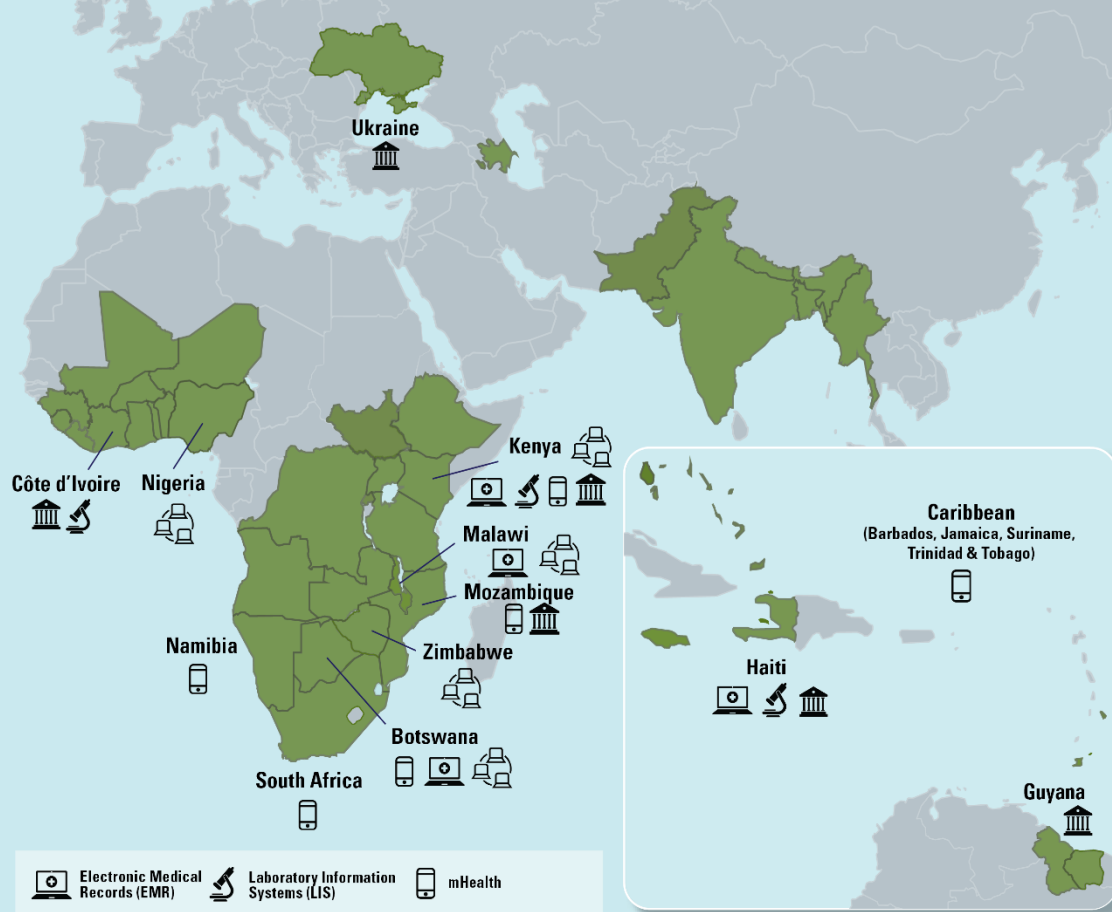 Ukraine
Côte d'Ivoire
Nigeria
Kenya
Malawi
Mozambique
Namibia
Zimbabwe
Botswana
South Africa
Caribbean
(Barbados, Jamaica, Suriname,
Trinidad & Tobago)
Haiti
Guyana
Electronic Medical
Records (EMR)
Laboratory Information
Systems (LIS)
mHealth